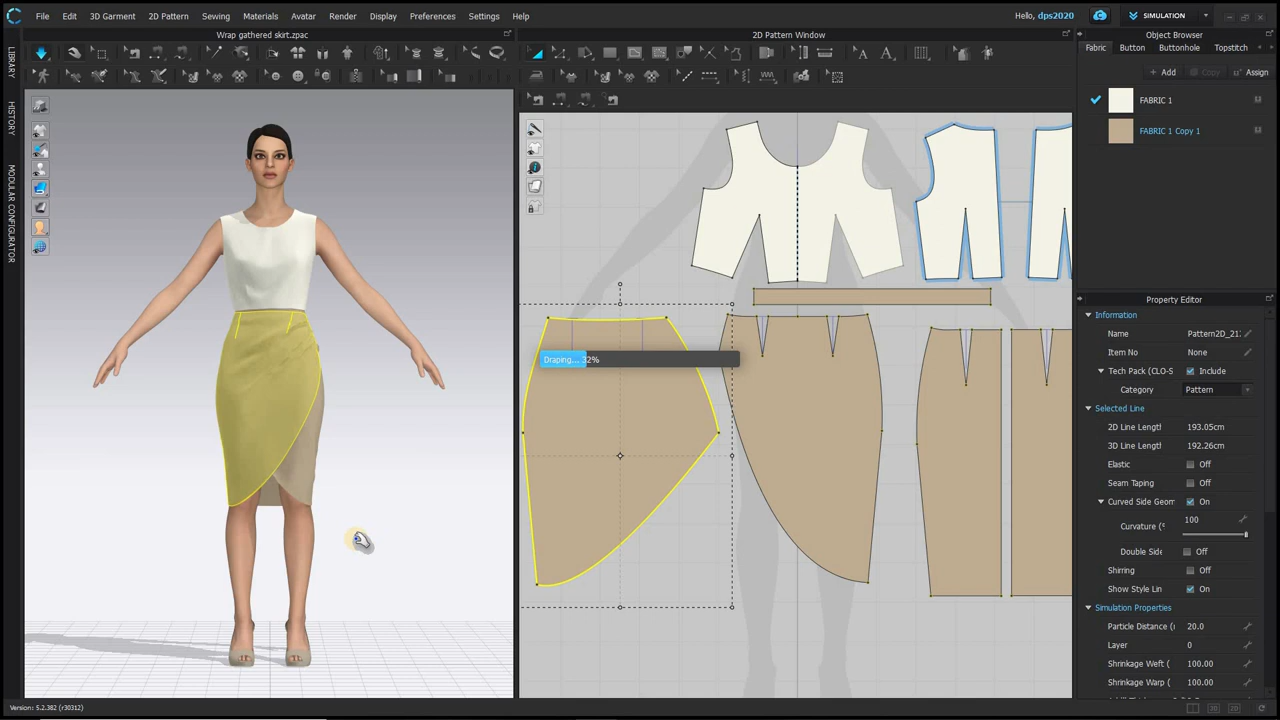 File Edit 3D Garment 2D Pattern Sewing Materials Avatar Render Display Preferences Settings Help
Hello, dps2020 SIMULATION
Wrap gathered skirt.zpac
2D Pattern Window
Object Browser
Fabric Button Buttonhole Topstitch
Add Copy Assign
FABRIC 1
FABRIC 1 Copy 1
LIBRARY
HISTORY
MODULAR CONFIGURATOR
Draping... 32%
Property Editor
Information
Name Pattern2D_21
Item No None
Tech Pack (CLO-S Include
Category Pattern
Selected Line
2D Line Lengtl 193.05cm
3D Line Lengtl 192.26cm
Elastic Off
Seam Taping Off
Curved Side Geom On
Curvature (° 100
Double Side Off
Shirring Off
Show Style Lin On
Simulation Properties
Particle Distance (r 20.0
Layer 0
Shrinkage Weft ( 100.00
Shrinkage Warp ( 100.00
Version: 5.2.382 (r30312)
3D 2D